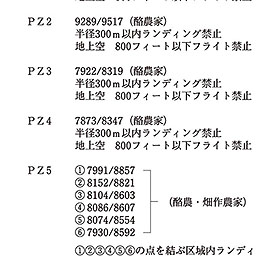 PZ2 9289/9517（酪農家）
半径300m以内ランディング禁止
地上空 800フィート以下フライト禁止
PZ3 7922/8319（酪農家）
半径300m以内ランディング禁止
地上空 800フィート以下フライト禁止
PZ4 7873/8347（酪農家）
半径300m以内ランディング禁止
地上空 800フィート以下フライト禁止
PZ5 ①7991/8857
②8152/8821
③8104/8603 （酪農・畑作農家）
④8086/8607
⑤8074/8554
⑥7930/8592
①②③④⑤⑥の点を結ぶ区域内ランディ